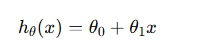 h_θ(x) = θ_0 + θ_1x